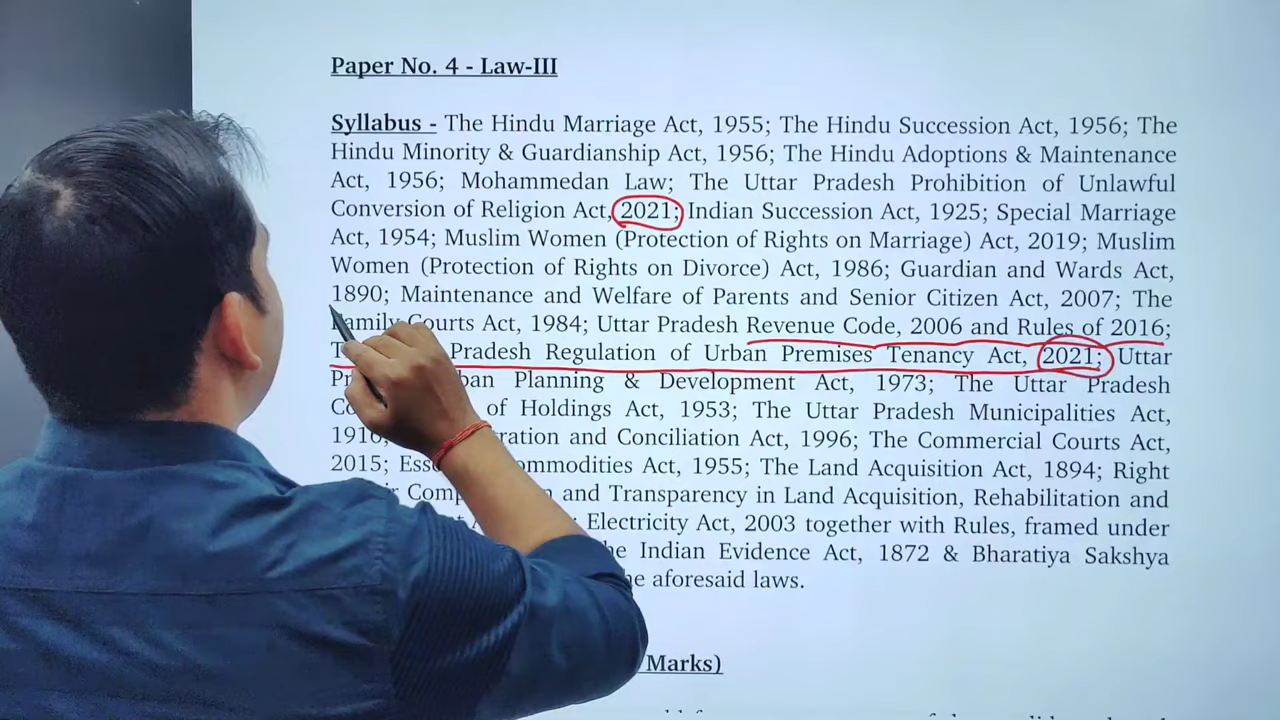 Paper No. 4 - Law-III
Syllabus - The Hindu Marriage Act, 1955; The Hindu Succession Act, 1956; The
Hindu Minority & Guardianship Act, 1956; The Hindu Adoptions & Maintenance
Act, 1956; Mohammedan Law; The Uttar Pradesh Prohibition of Unlawful
Conversion of Religion Act, 2021; Indian Succession Act, 1925; Special Marriage
Act, 1954; Muslim Women (Protection of Rights on Marriage) Act, 2019; Muslim
Women (Protection of Rights on Divorce) Act, 1986; Guardian and Wards Act,
1890; Maintenance and Welfare of Parents and Senior Citizen Act, 2007; The
Family Courts Act, 1984; Uttar Pradesh Revenue Code, 2006 and Rules of 2016;
Pradesh Regulation of Urban Premises Tenancy Act, 2021; Uttar
Planning & Development Act, 1973; The Uttar Pradesh
of Holdings Act, 1953; The Uttar Pradesh Municipalities Act,
1916; and Conciliation Act, 1996; The Commercial Courts Act,
2015; Commodities Act, 1955; The Land Acquisition Act, 1894; Right
and Transparency in Land Acquisition, Rehabilitation and
Electricity Act, 2003 together with Rules, framed under
Indian Evidence Act, 1872 & Bharatiya Sakshya
aforesaid laws.
Marks)